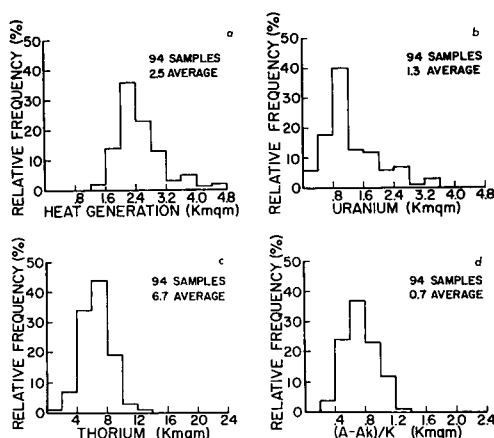 a
94 SAMPLES
2.5 AVERAGE
RELATIVE FREQUENCY (%)
50
40
30
20
10
0
.8 1.6 2.4 3.2 4.0 4.8
HEAT GENERATION (Kmqm)
b
94 SAMPLES
1.3 AVERAGE
RELATIVE FREQUENCY (%)
50
40
30
20
10
0
.8 1.6 2.4 3.2 4.0 4.8
URANIUM (Kmqm)
c
94 SAMPLES
6.7 AVERAGE
RELATIVE FREQUENCY (%)
50
40
30
20
10
0
4 8 12 16 20 24
THORIUM (Kmqm)
d
94 SAMPLES
0.7 AVERAGE
RELATIVE FREQUENCY (%)
50
40
30
20
10
0
.4 .8 1.2 1.6 2.0 2.4
(A-Ak)/K (Kmqm)